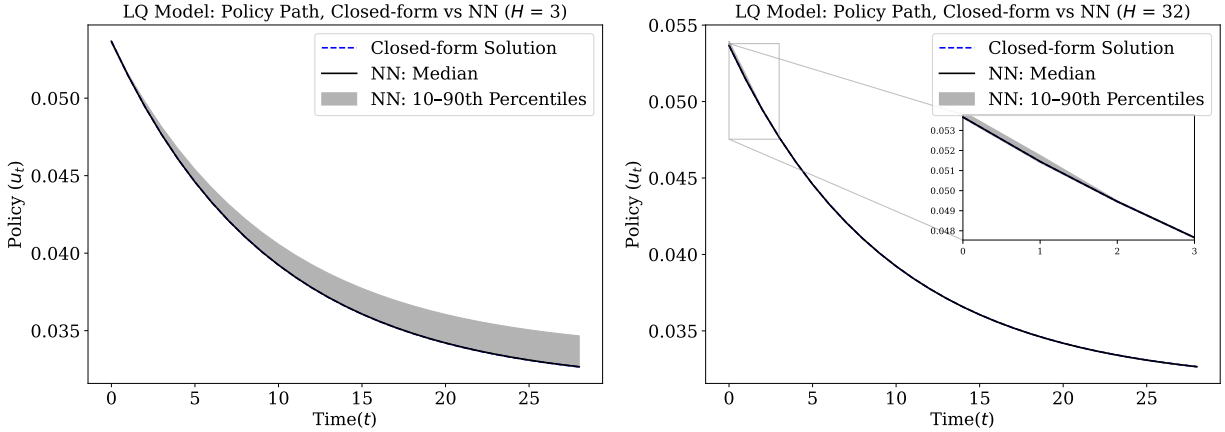 LQ Model: Policy Path, Closed-form vs NN (H = 3)
Closed-form Solution
NN: Median
NN: 10–90th Percentiles
Policy (u_t)
0.050
0.045
0.040
0.035
0 5 10 15 20 25
Time(t)
LQ Model: Policy Path, Closed-form vs NN (H = 32)
Closed-form Solution
NN: Median
NN: 10–90th Percentiles
Policy (u_t)
0.055
0.050
0.045
0.040
0.035
0.053
0.052
0.051
0.050
0.049
0.048
0 1 2 3
0 5 10 15 20 25
Time(t)